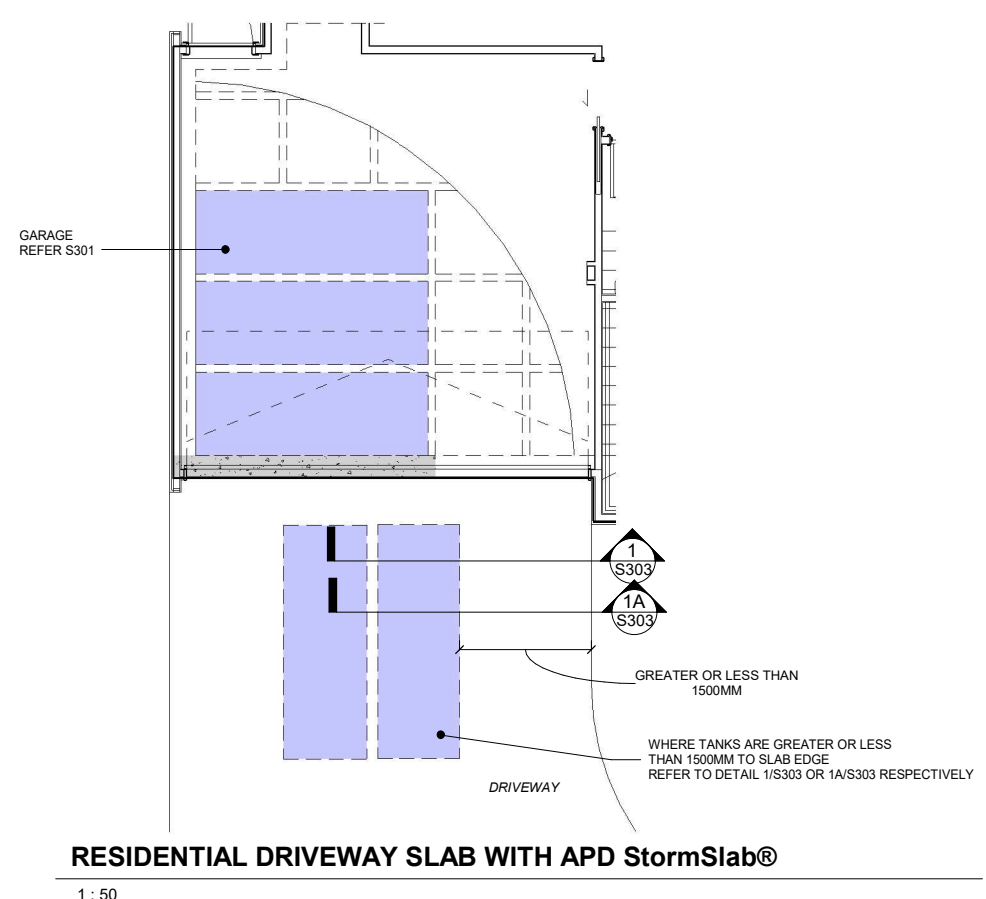 GARAGE
REFER S301
1
S303
1A
S303
GREATER OR LESS THAN
1500MM
WHERE TANKS ARE GREATER OR LESS
THAN 1500MM TO SLAB EDGE
REFER TO DETAIL 1/S303 OR 1A/S303 RESPECTIVELY
DRIVEWAY
RESIDENTIAL DRIVEWAY SLAB WITH APD StormSlab®
1 : 50